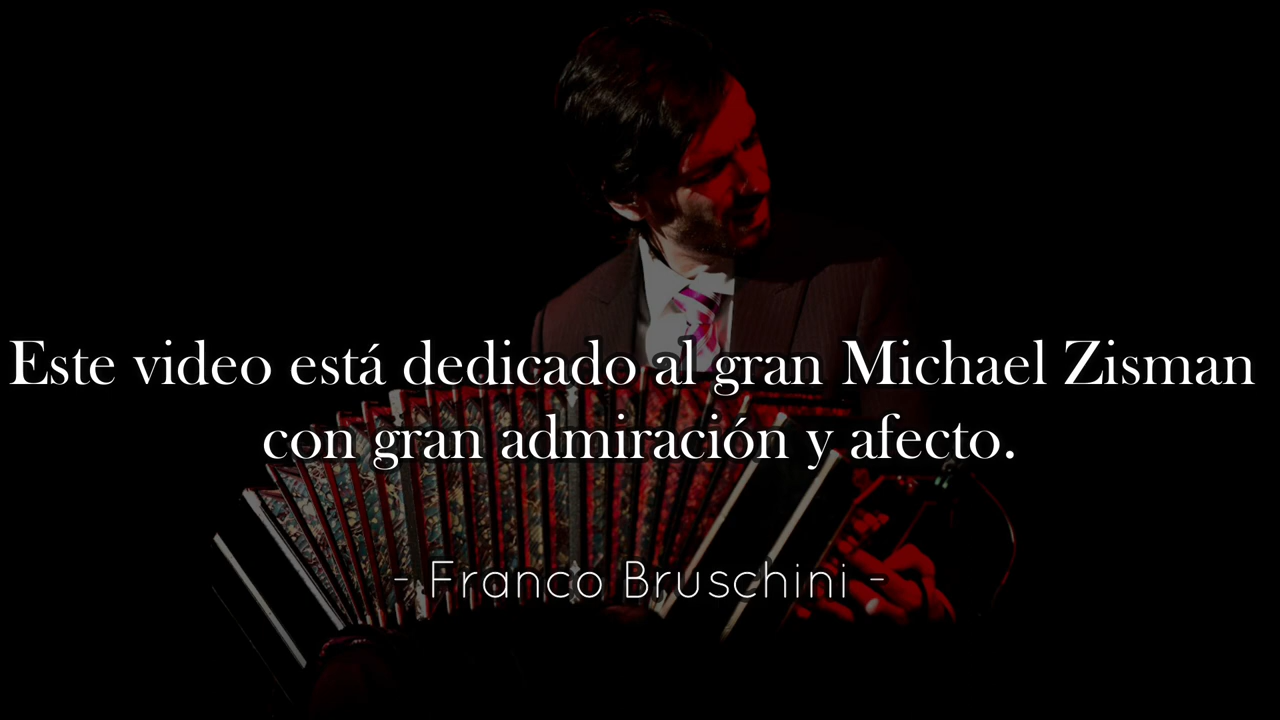 Este video está dedicado al gran Michael Zisman
con gran admiración y afecto.
- Franco Bruschini -